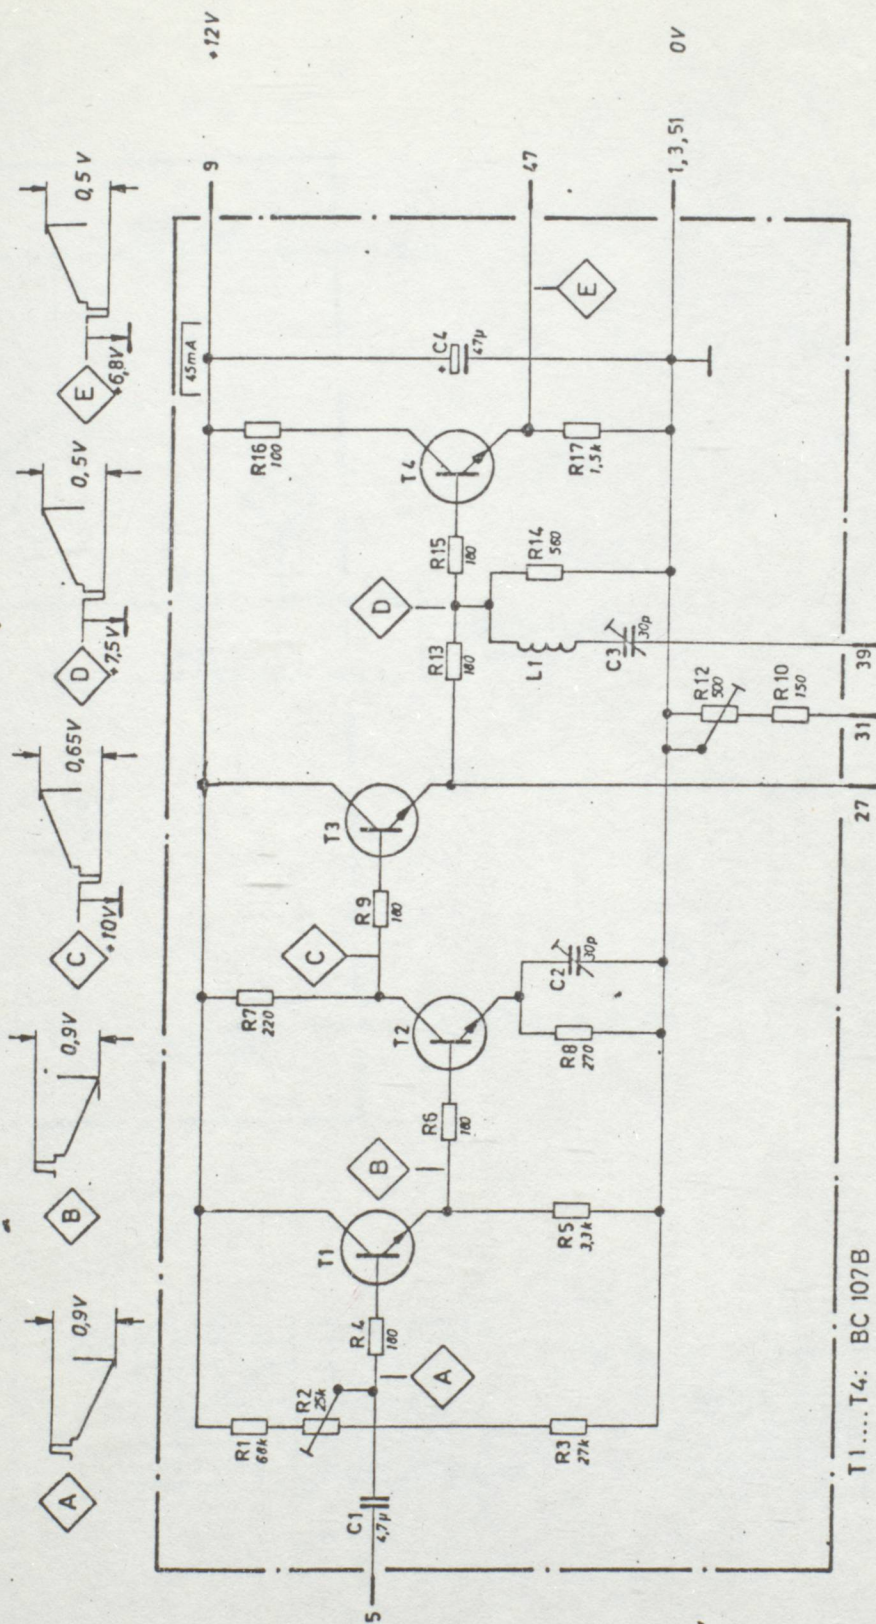 A
0,9V
B
0,9V
C
+10V
0,65V
D
+7,5V
0,5V
E
+6,8V
0,5V
+12V
9
45mA
R1
68k
R2
25k
R3
27k
C1
4,7µ
5
A
R4
180
T1
R5
3,3k
B
R6
180
T2
R7
220
R8
270
C2
30p
C
R9
180
T3
R13
180
D
R15
180
L1
C3
30p
R14
560
T4
R16
100
R17
1,5k
C4
+
47µ
E
47
1,3,51
0V
R12
500
R10
150
27
31
39
T1....T4: BC 107B